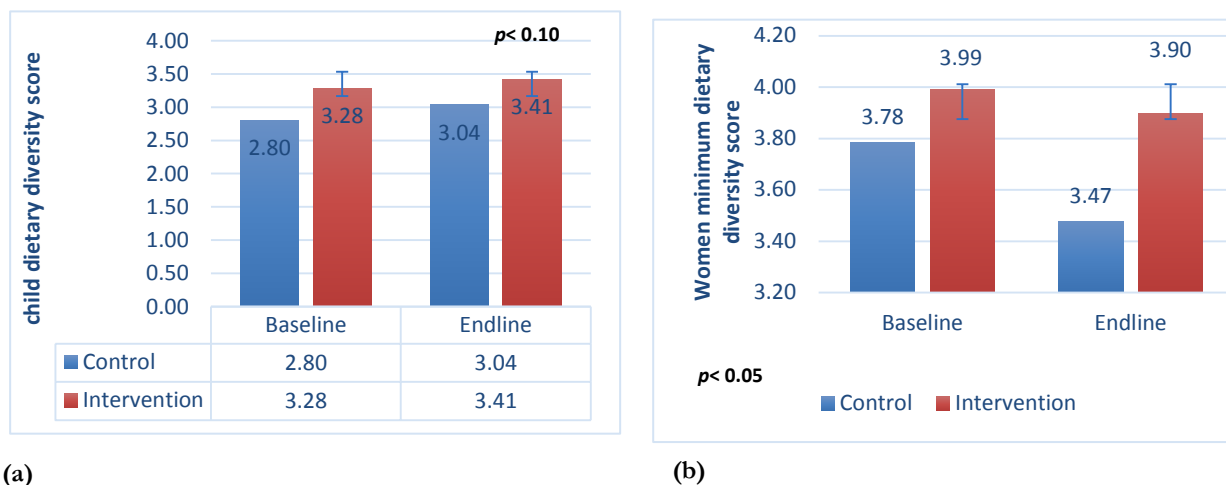 child dietary diversity score
4.00
3.50
3.00
2.50
2.00
1.50
1.00
0.50
0.00
p< 0.10
2.80
3.28
3.04
3.41
Baseline Endline
Control 2.80 3.04
Intervention 3.28 3.41
(a)
Women minimum dietary
diversity score
4.20
4.00
3.80
3.60
3.40
3.20
3.78
3.99
3.47
3.90
Baseline Endline
p< 0.05
Control Intervention
(b)